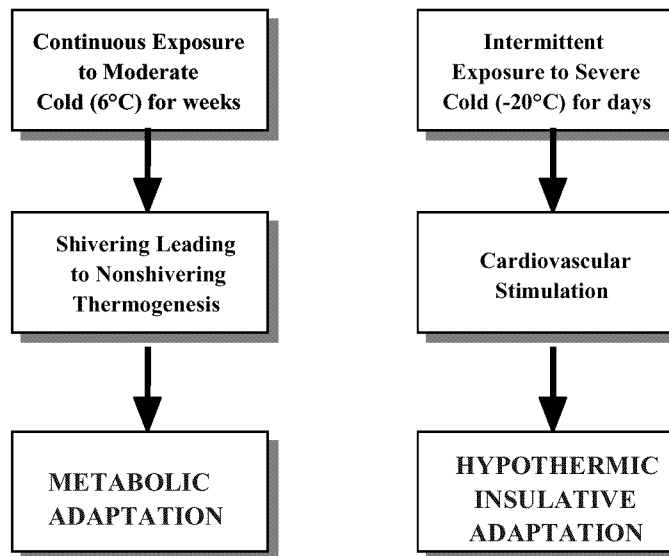 Continuous Exposure
to Moderate
Cold (6°C) for weeks
Shivering Leading
to Nonshivering
Thermogenesis
METABOLIC
ADAPTATION
Intermittent
Exposure to Severe
Cold (-20°C) for days
Cardiovascular
Stimulation
HYPOTHERMIC
INSULATIVE
ADAPTATION